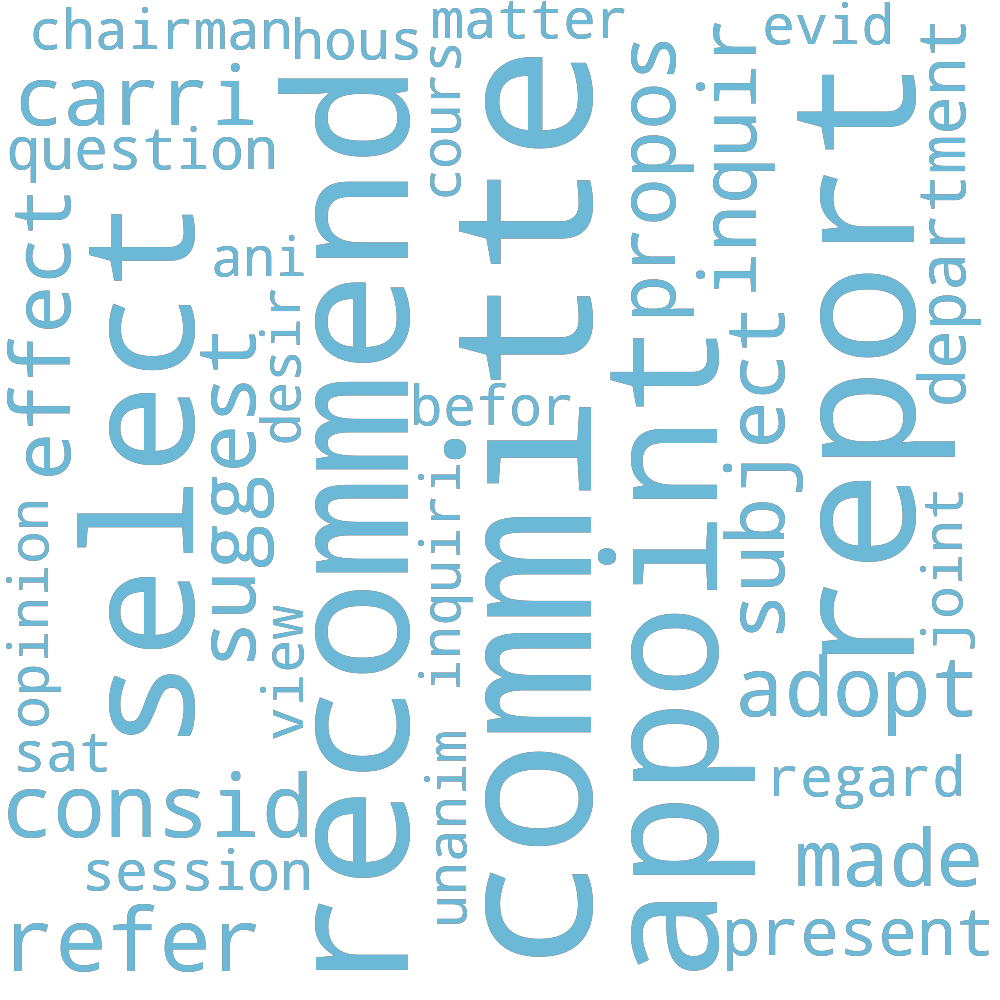 chairman
hous
matter
evid
carri
question
cours
propos
inquir
department
effect
select
ani
desir
suggest
recommend
committe
befor
inquiri
appoint
subject
report
joint
opinion
view
sat
adopt
consid
unanim
regard
session
made
refer
present